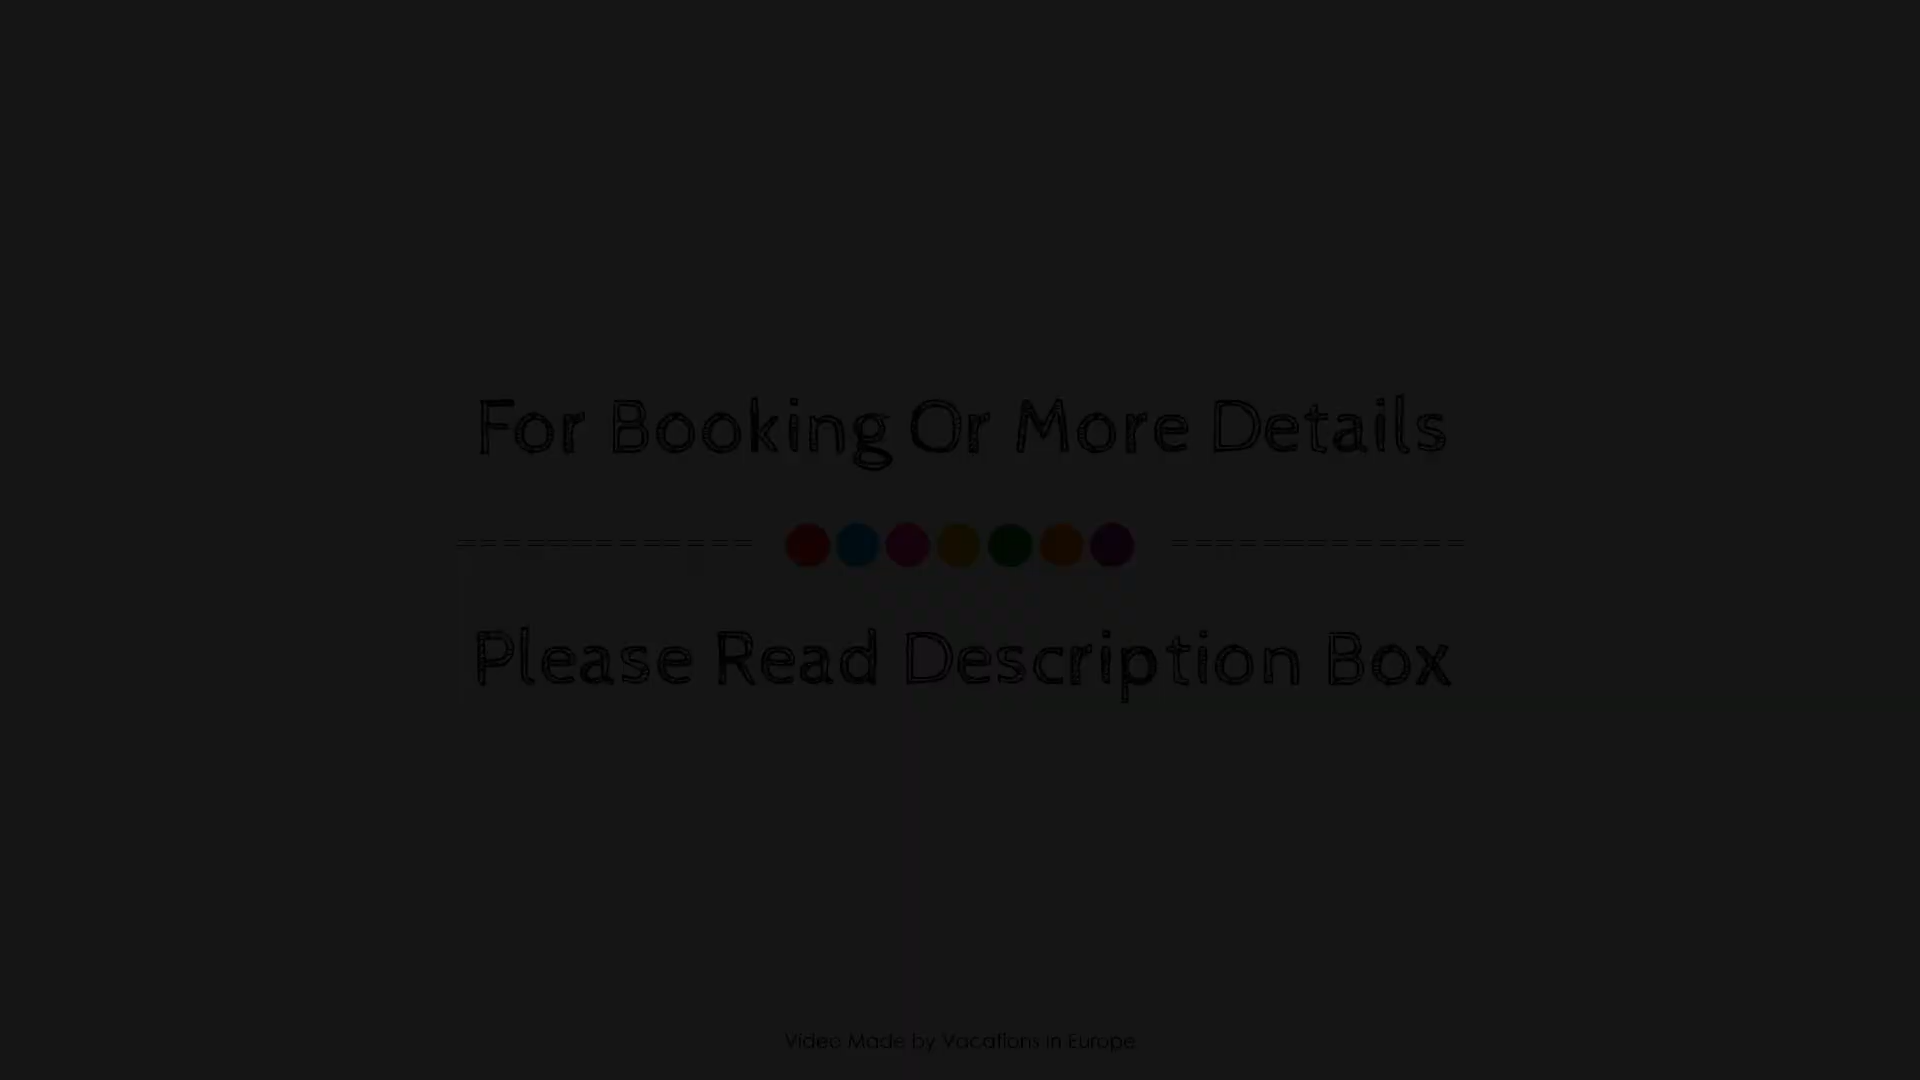 For Booking Or More Details
Please Read Description Box
Video Made by Vacations in Europe